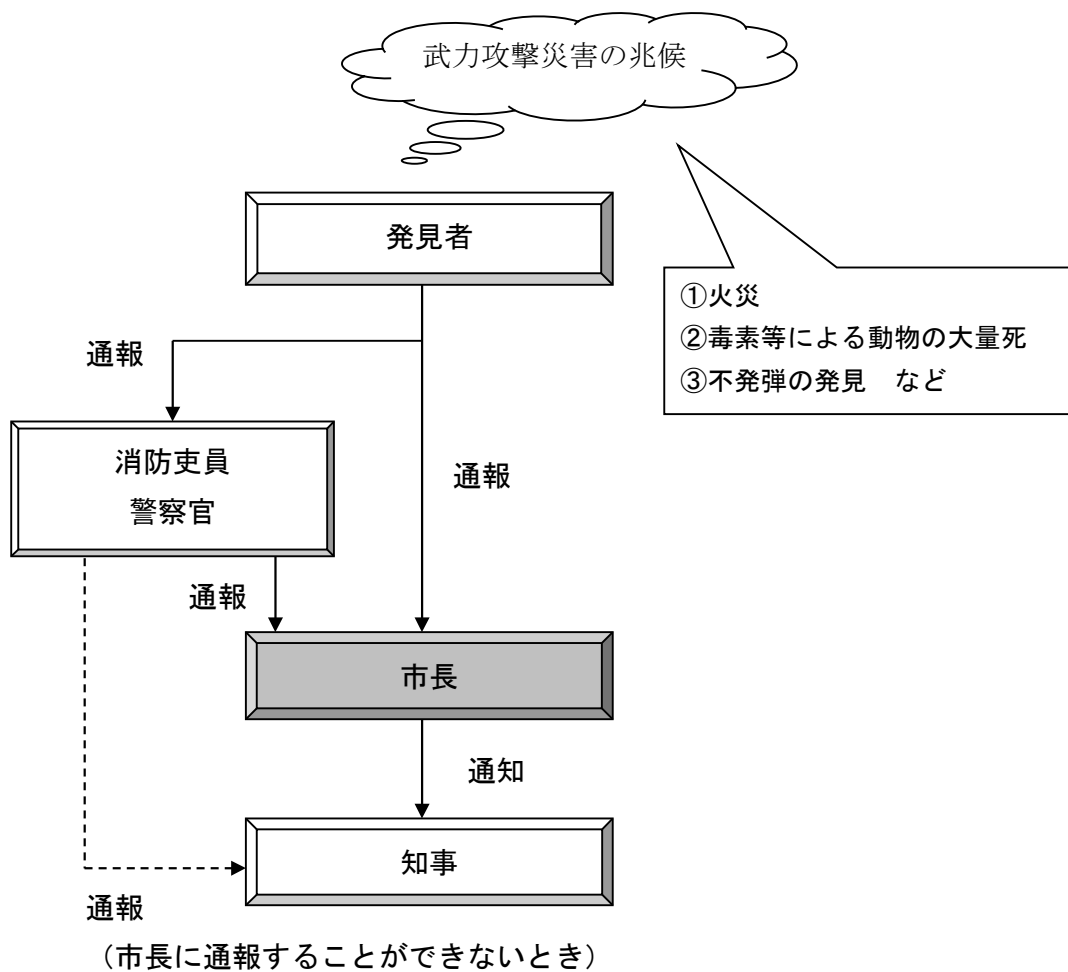 武力攻撃災害の兆候
発見者
①火災
②毒素等による動物の大量死
③不発弾の発見　など
通報
消防吏員
警察官
通報
通報
市長
通知
知事
通報
（市長に通報することができないとき）